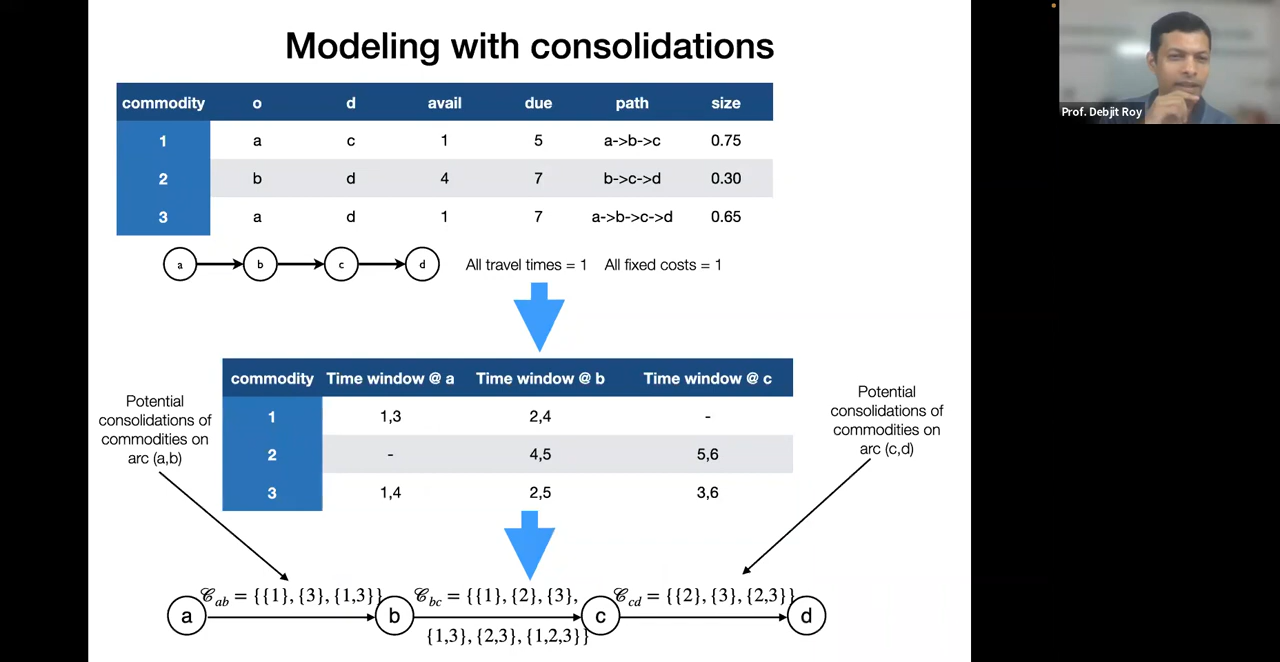 Modeling with consolidations
Prof. Debjit Roy
commodity o d avail due path size
1 a c 1 5 a->b->c 0.75
2 b d 4 7 b->c->d 0.30
3 a d 1 7 a->b->c->d 0.65
a b c d All travel times = 1 All fixed costs = 1
commodity Time window @ a Time window @ b Time window @ c
1 1,3 2,4 -
2 - 4,5 5,6
3 1,4 2,5 3,6
Potential
consolidations of
commodities on
arc (a,b)
Potential
consolidations of
commodities on
arc (c,d)
𝒞ab = {{1}, {3}, {1,3}} 𝒞bc = {{1}, {2}, {3}, 𝒞cd = {{2}, {3}, {2,3}}
a b c d
{1,3}, {2,3}, {1,2,3}}